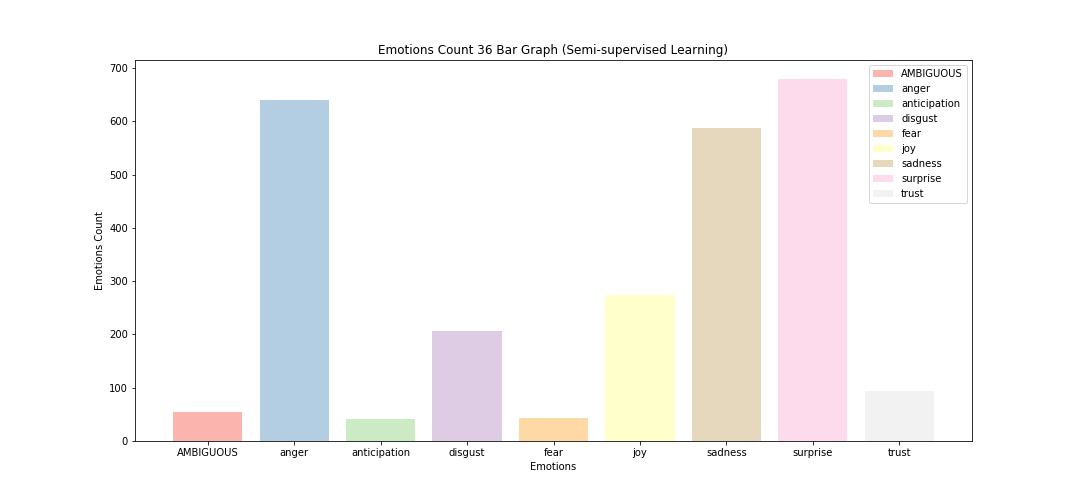 Emotions Count 36 Bar Graph (Semi-supervised Learning)
700
600
500
400
300
200
100
0
Emotions Count
AMBIGUOUS
anger
anticipation
disgust
fear
joy
sadness
surprise
trust
AMBIGUOUS anger anticipation disgust fear joy sadness surprise trust
Emotions